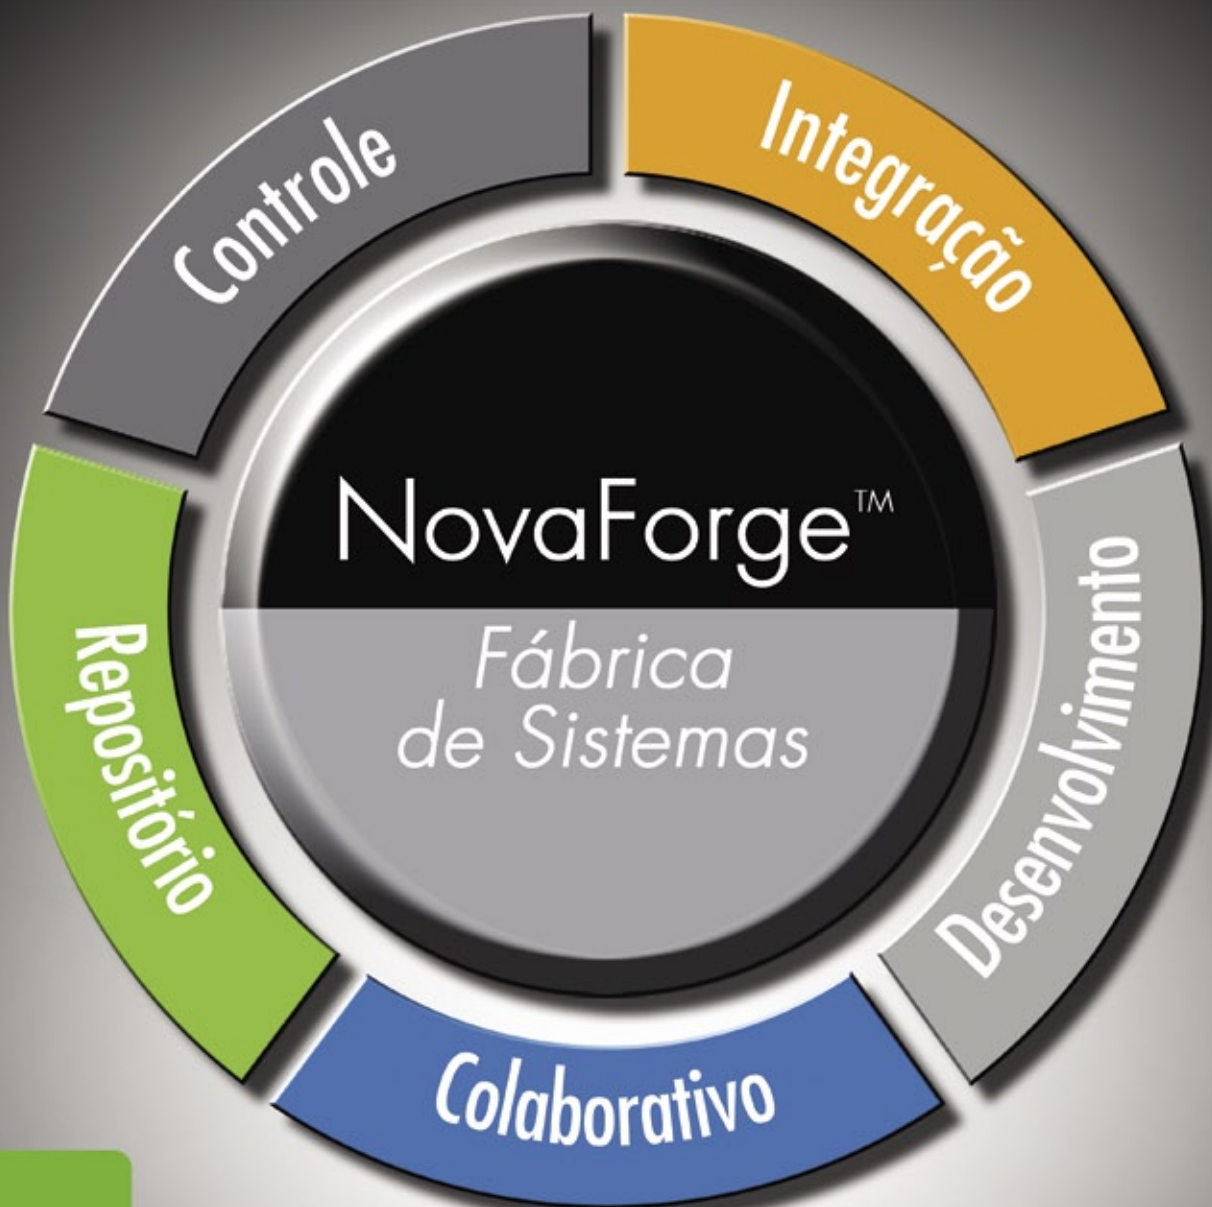 Controle
Integração
NovaForge™
Fábrica
de Sistemas
Repositório
Desenvolvimento
Colaborativo